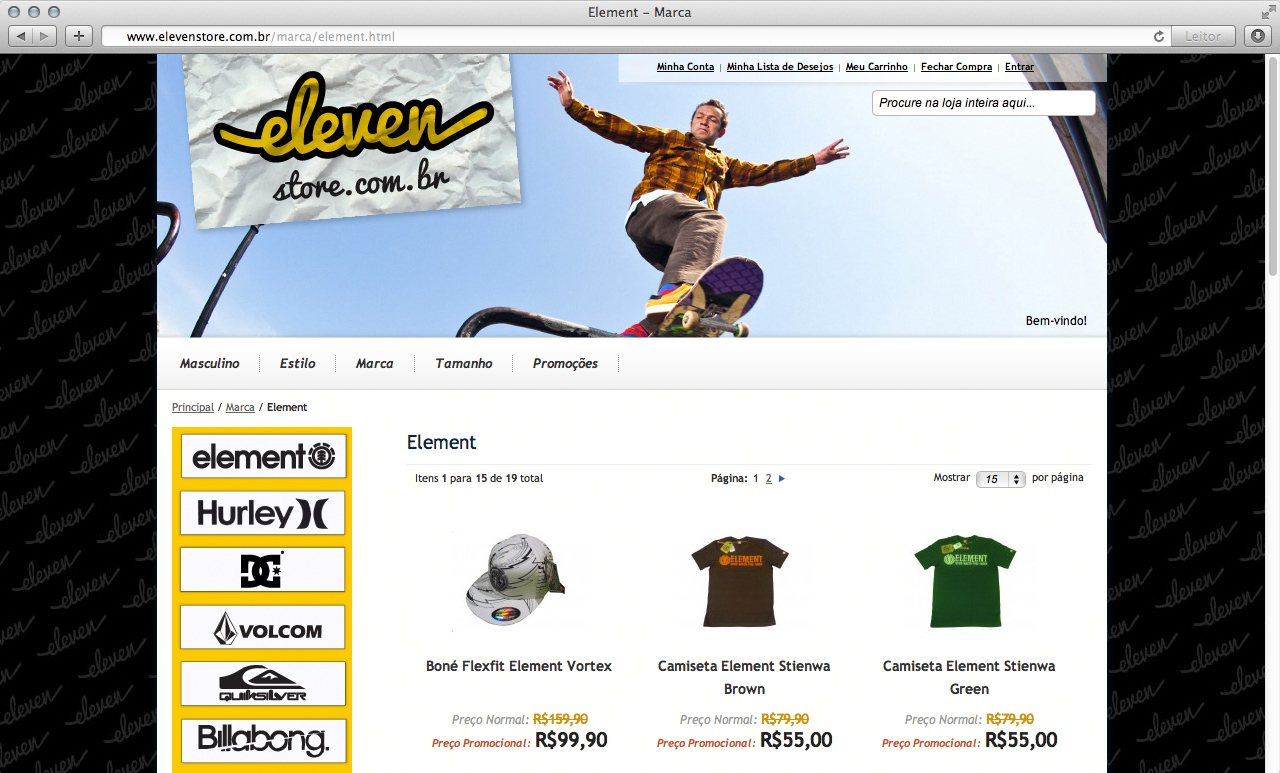 Element – Marca
www.elevenstore.com.br/marca/element.html
Leitor
eleven
store.com.br
Minha Conta | Minha Lista de Desejos | Meu Carrinho | Fechar Compra | Entrar
Procure na loja inteira aqui...
Bem-vindo!
Masculino Estilo Marca Tamanho Promoções
Principal / Marca / Element
element
Hurley
DC
VOLCOM
QUIKSILVER
Billabong.
Element
Itens 1 para 15 de 19 total
Página: 1 2
Mostrar 15 por página
ELEMENT
ELEMENT
Boné Flexfit Element Vortex
Preço Normal: R$159,90
Preço Promocional: R$99,90
Camiseta Element Stienwa
Brown
Preço Normal: R$79,90
Preço Promocional: R$55,00
Camiseta Element Stienwa
Green
Preço Normal: R$79,90
Preço Promocional: R$55,00